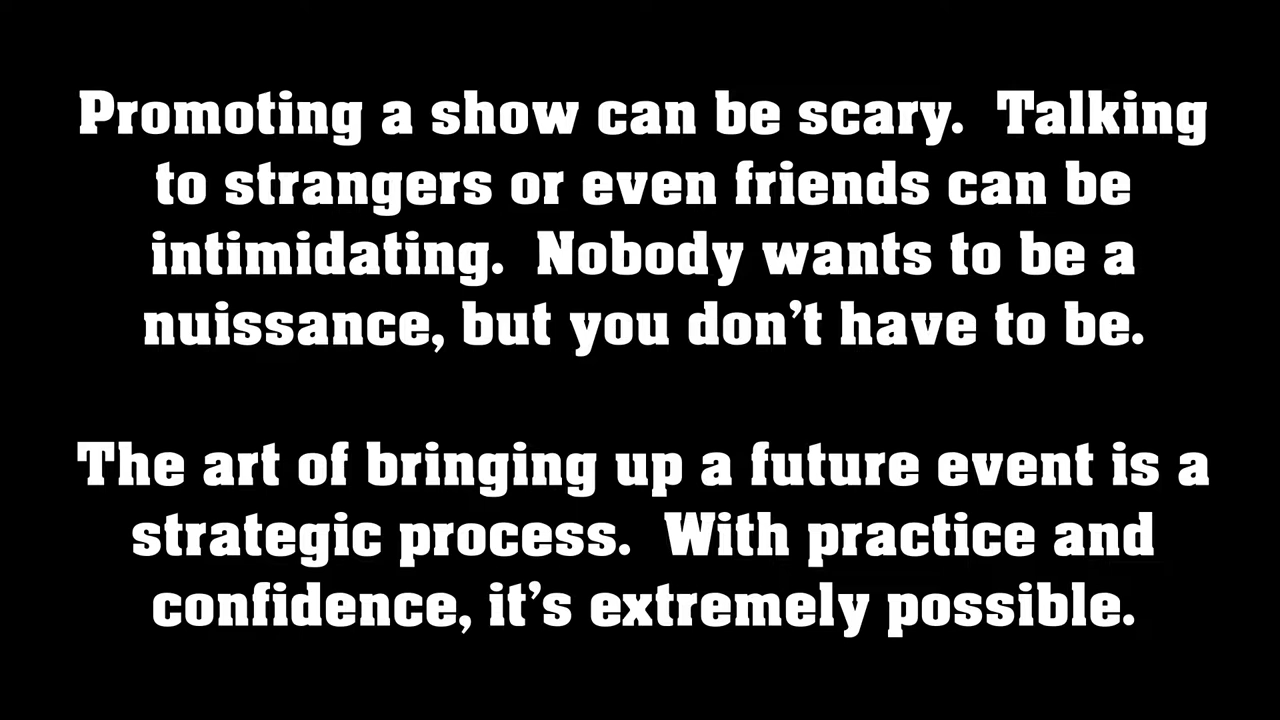 Promoting a show can be scary.  Talking
to strangers or even friends can be
intimidating.  Nobody wants to be a
nuissance, but you don’t have to be.
The art of bringing up a future event is a
strategic process.  With practice and
confidence, it’s extremely possible.